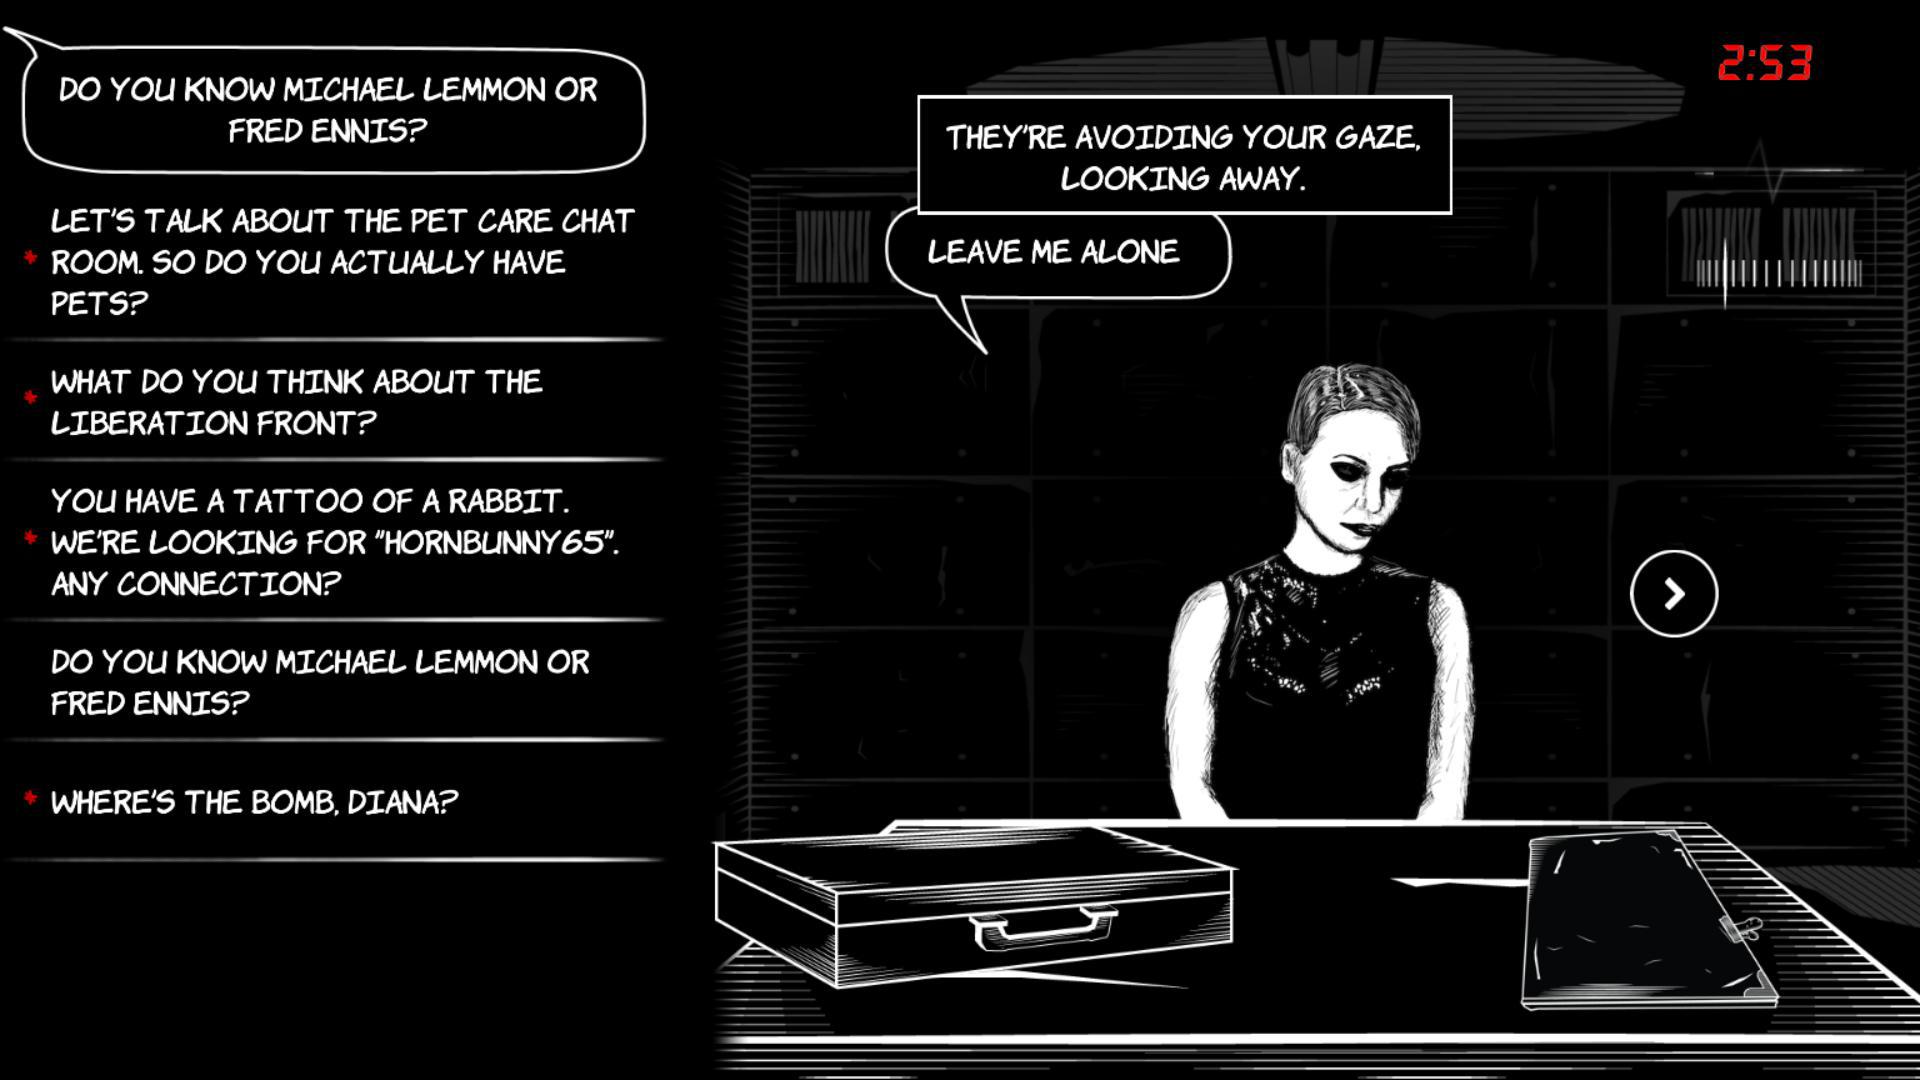 DO YOU KNOW MICHAEL LEMMON OR
FRED ENNIS?
* LET'S TALK ABOUT THE PET CARE CHAT
ROOM. SO DO YOU ACTUALLY HAVE
PETS?
* WHAT DO YOU THINK ABOUT THE
LIBERATION FRONT?
* YOU HAVE A TATTOO OF A RABBIT.
WE'RE LOOKING FOR "HORNBUNNY65".
ANY CONNECTION?
DO YOU KNOW MICHAEL LEMMON OR
FRED ENNIS?
* WHERE'S THE BOMB, DIANA?
2:53
THEY'RE AVOIDING YOUR GAZE,
LOOKING AWAY.
LEAVE ME ALONE